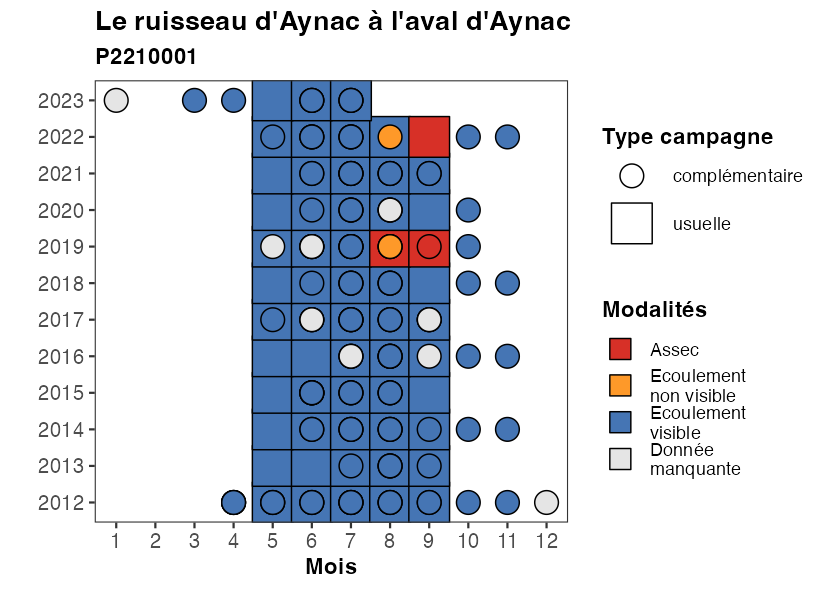 Le ruisseau d'Aynac à l'aval d'Aynac
P2210001
2023
2022
2021
2020
2019
2018
2017
2016
2015
2014
2013
2012
1 2 3 4 5 6 7 8 9 10 11 12
Mois
Type campagne
complémentaire
usuelle
Modalités
Assec
Ecoulement
non visible
Ecoulement
visible
Donnée
manquante